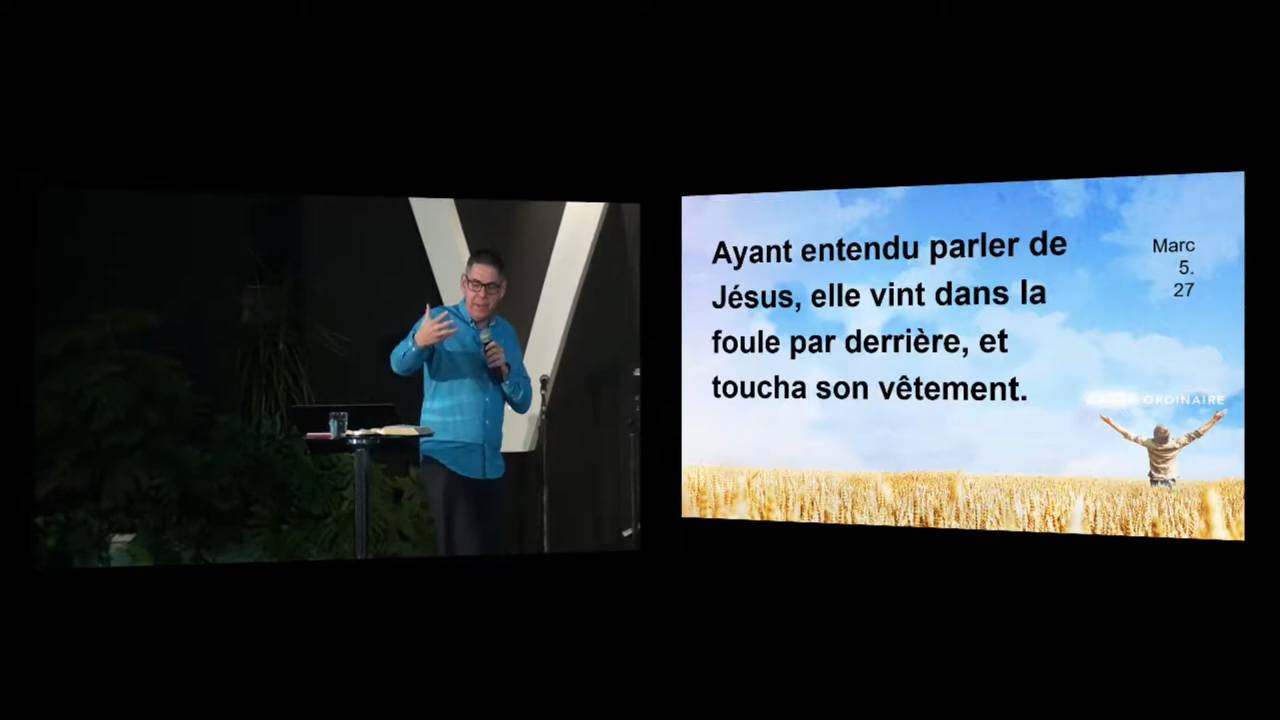 Ayant entendu parler de
Jésus, elle vint dans la
foule par derrière, et
toucha son vêtement.
Marc
5.
27
ORDINAIRE